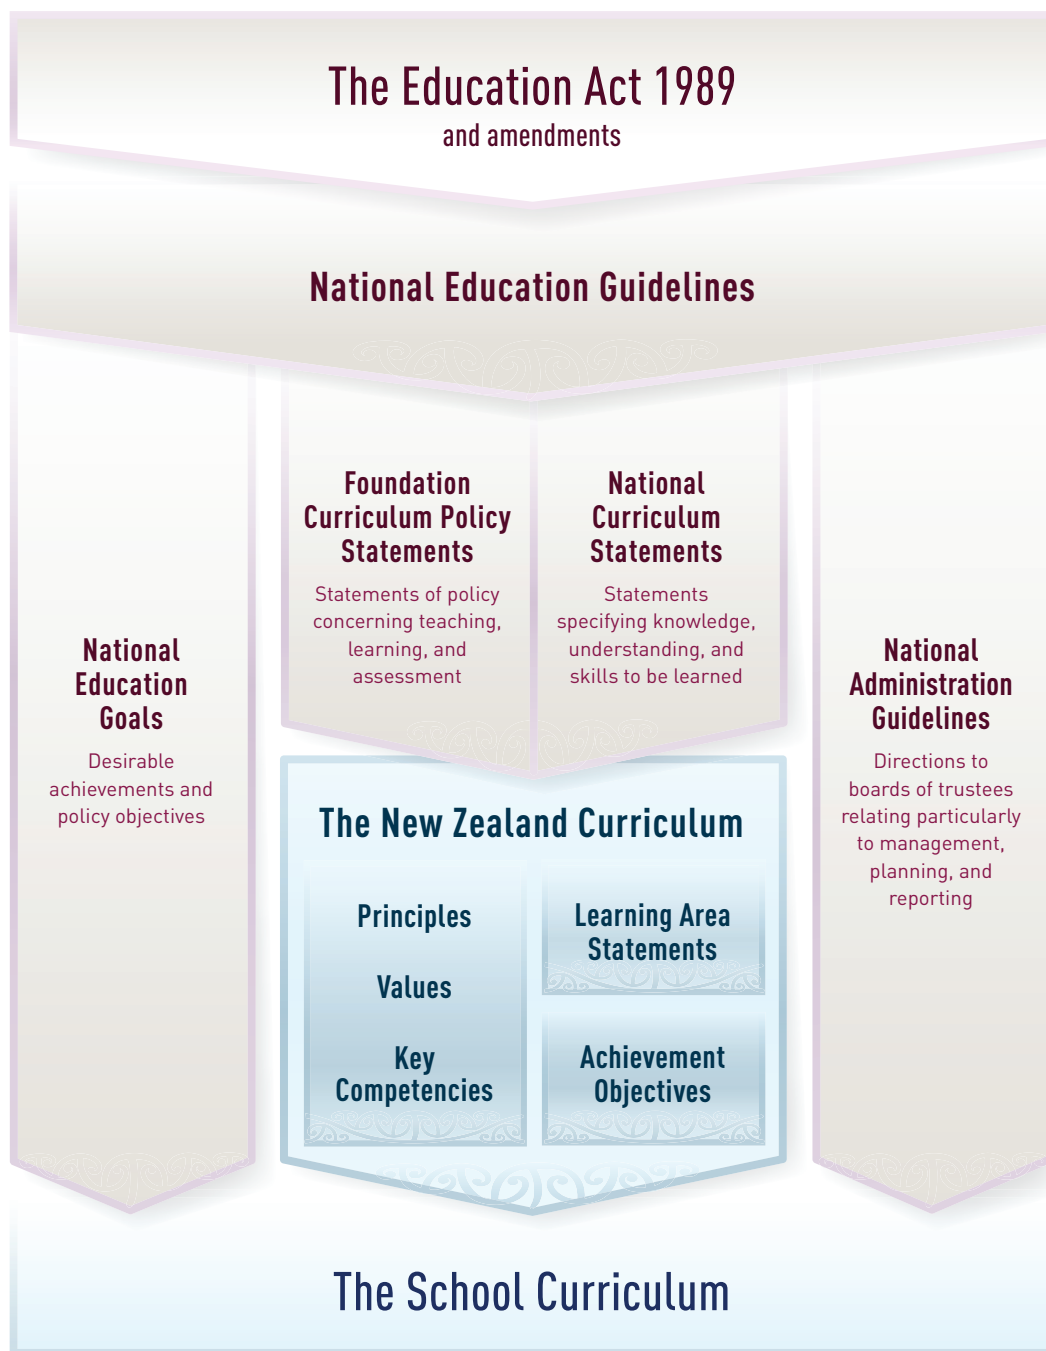 The Education Act 1989
and amendments
National Education Guidelines
National
Education
Goals
Desirable
achievements and
policy objectives
Foundation
Curriculum Policy
Statements
Statements of policy
concerning teaching,
learning, and
assessment
National
Curriculum
Statements
Statements
specifying knowledge,
understanding, and
skills to be learned
National
Administration
Guidelines
Directions to
boards of trustees
relating particularly
to management,
planning, and
reporting
The New Zealand Curriculum
Principles
Values
Key
Competencies
Learning Area
Statements
Achievement
Objectives
The School Curriculum